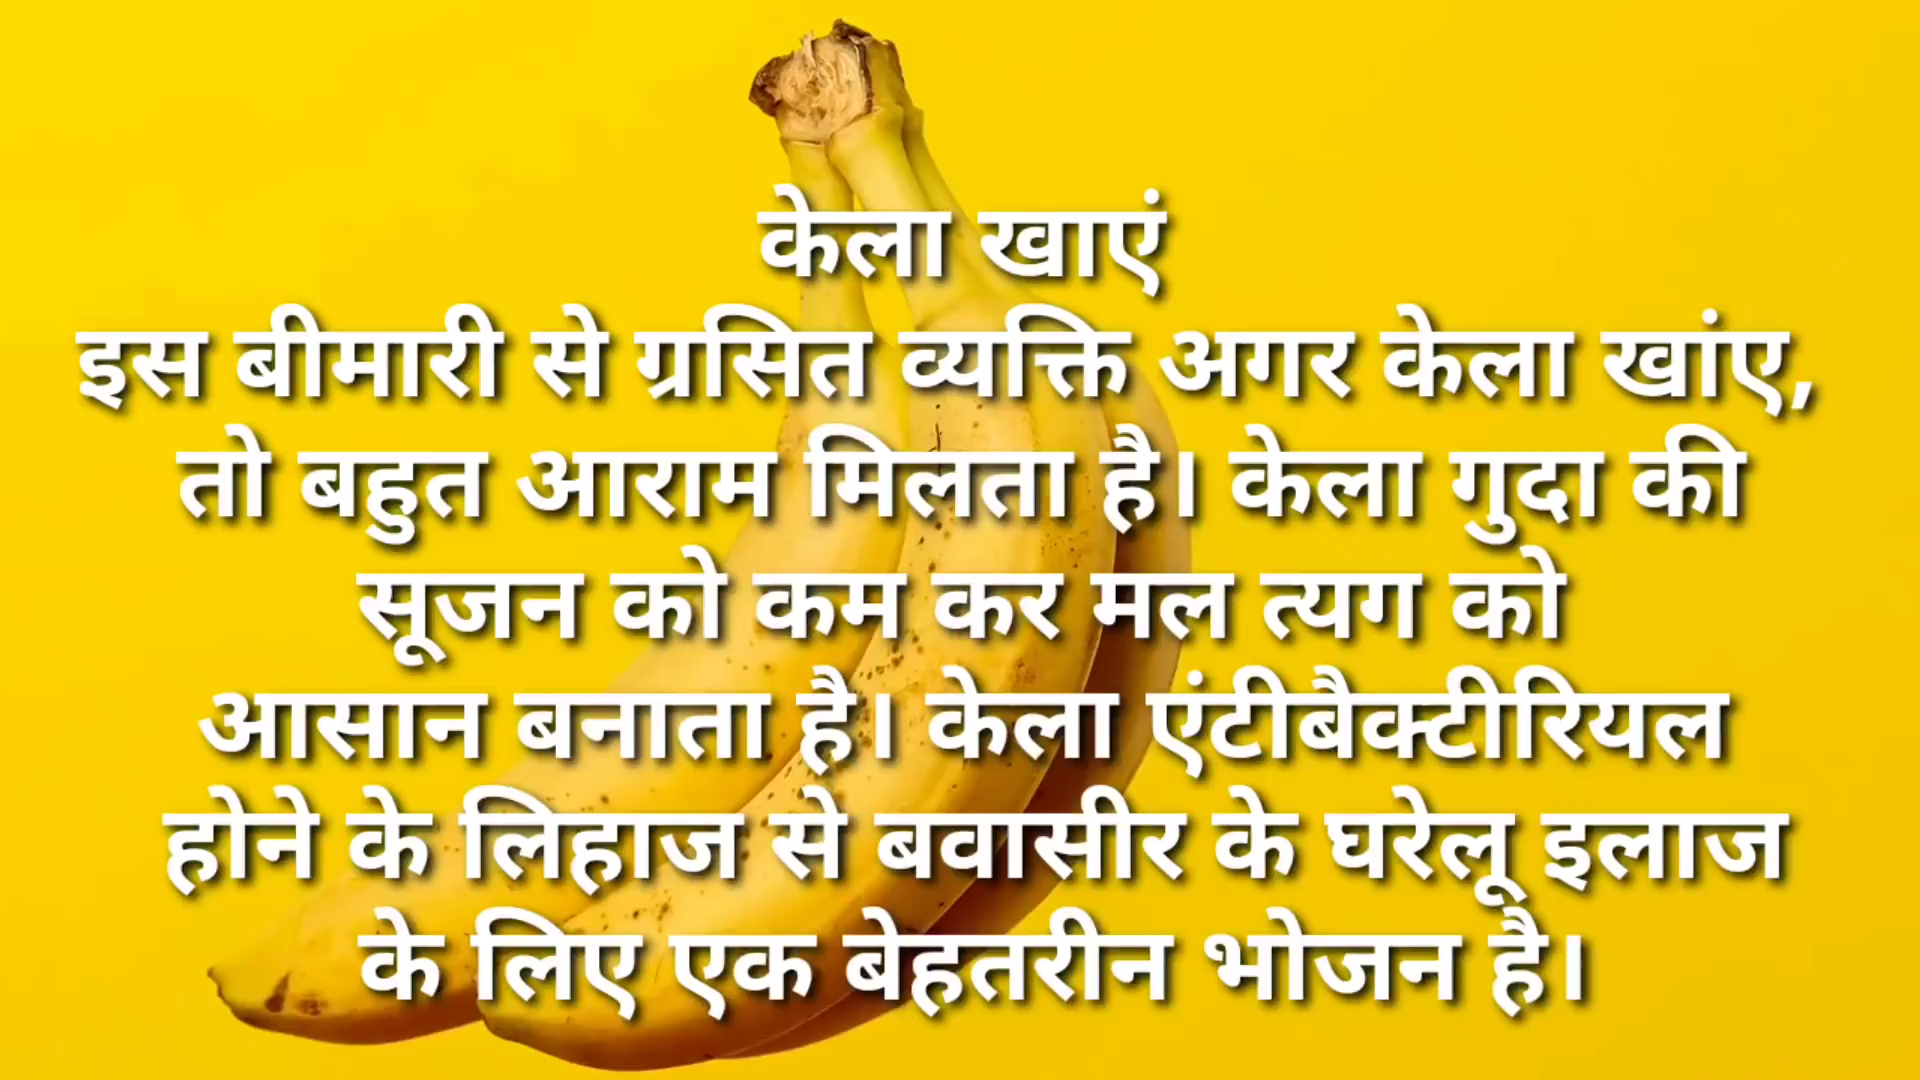 केला खाएं
इस बीमारी से ग्रसित व्यक्ति अगर केला खांए,
तो बहुत आराम मिलता है। केला गुदा की
सूजन को कम कर मल त्यग को
आसान बनाता है। केला एंटीबैक्टीरियल
होने के लिहाज से बवासीर के घरेलू इलाज
के लिए एक बेहतरीन भोजन है।